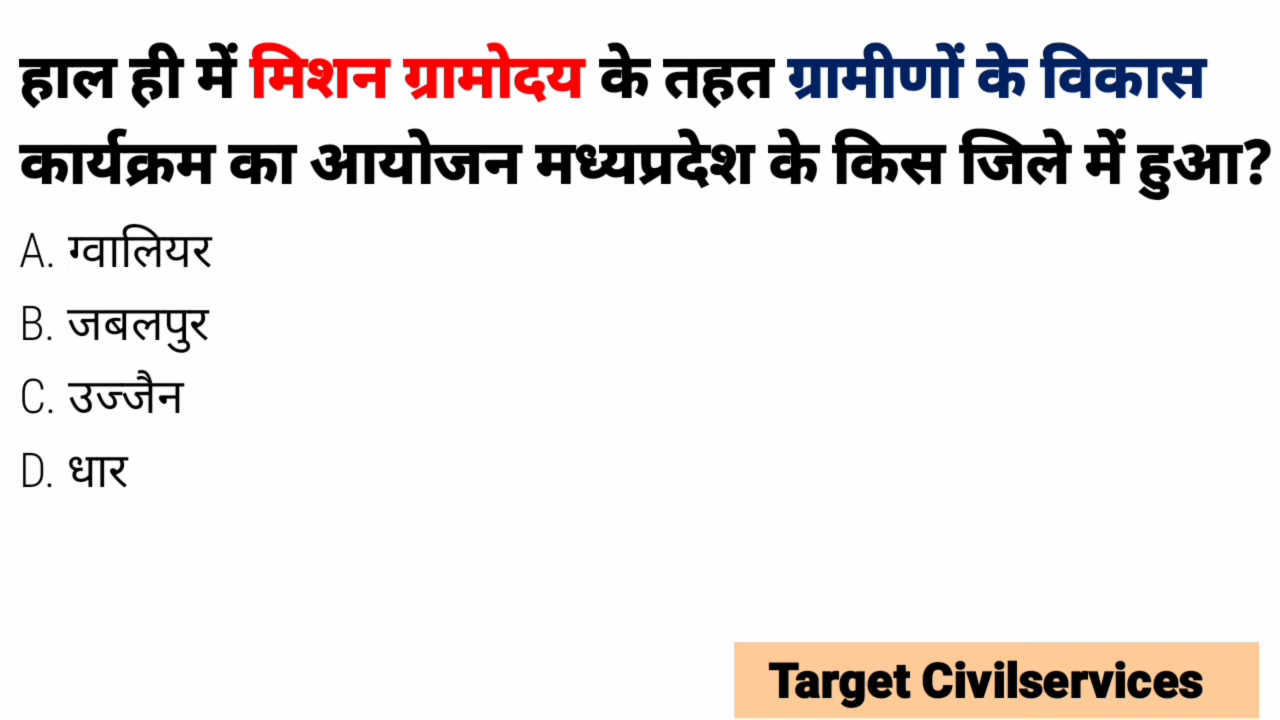 हाल ही में मिशन ग्रामोदय के तहत ग्रामीणों के विकास
कार्यक्रम का आयोजन मध्यप्रदेश के किस जिले में हुआ?
A. ग्वालियर
B. जबलपुर
C. उज्जैन
D. धार
Target Civilservices